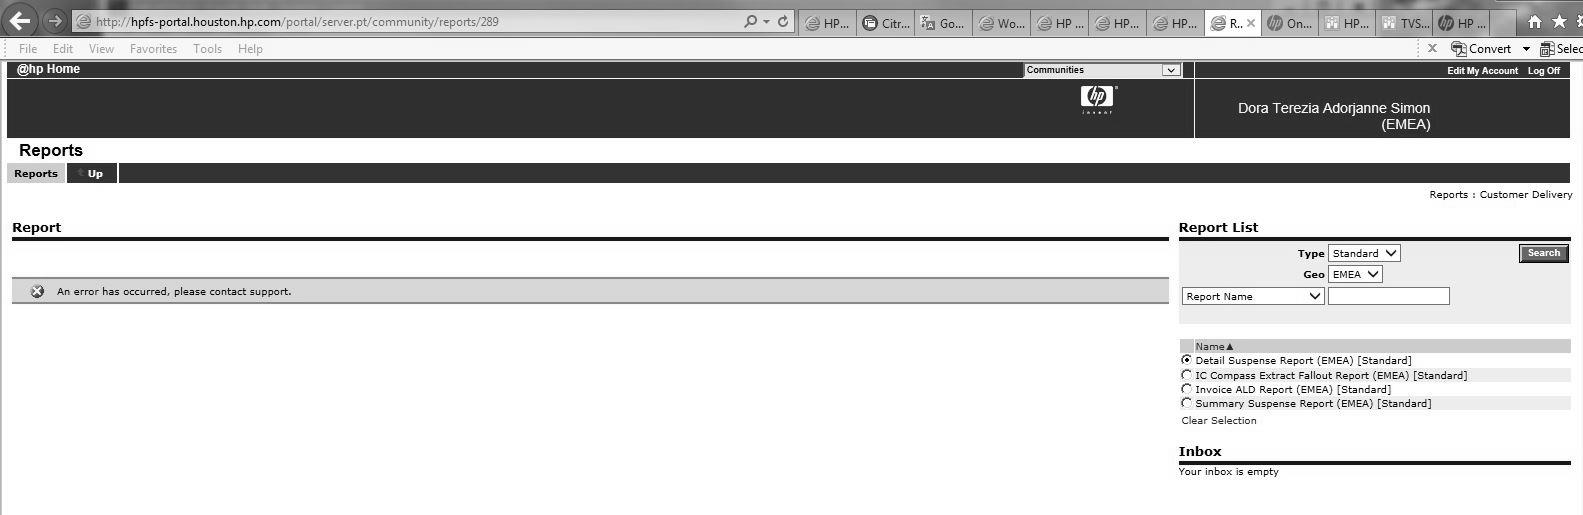 http://hpfs-portal.houston.hp.com/portal/server.pt/community/reports/289
HP... Citr... Go... Wo... HP ... HP... HP... R.. On... HP... TVS... HP ...
File Edit View Favorites Tools Help
Convert Selec
@hp Home
Communities
Edit My Account Log Off
hp
invent
Dora Terezia Adorjanne Simon
(EMEA)
Reports
Reports Up
Reports : Customer Delivery
Report
An error has occurred, please contact support.
Report List
Type Standard Search
Geo EMEA
Report Name
Name▲
Detail Suspense Report (EMEA) [Standard]
IC Compass Extract Fallout Report (EMEA) [Standard]
Invoice ALD Report (EMEA) [Standard]
Summary Suspense Report (EMEA) [Standard]
Clear Selection
Inbox
Your inbox is empty